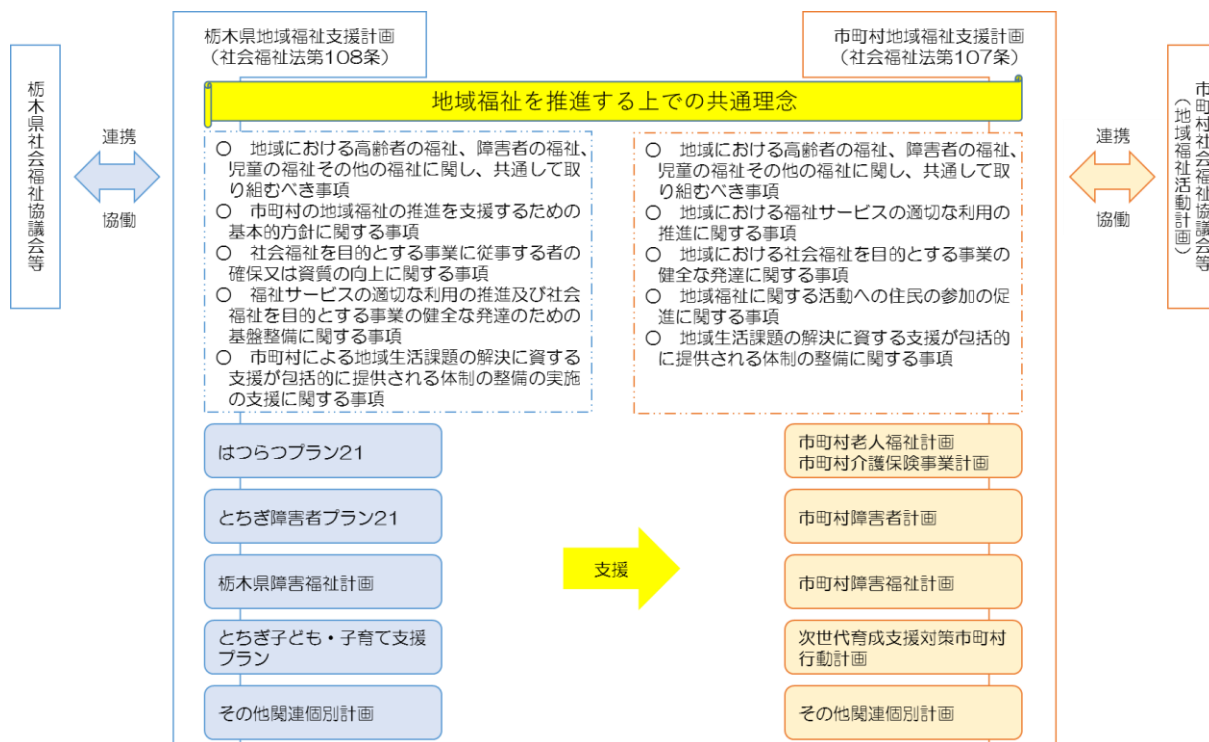 栃木県社会福祉協議会等
連携
協働
栃木県地域福祉支援計画
（社会福祉法第108条）
市町村地域福祉支援計画
（社会福祉法第107条）
地域福祉を推進する上での共通理念
○　地域における高齢者の福祉、障害者の福祉、
児童の福祉その他の福祉に関し、共通して取
り組むべき事項
○　市町村の地域福祉の推進を支援するための
基本的方針に関する事項
○　社会福祉を目的とする事業に従事する者の
確保又は資質の向上に関する事項
○　福祉サービスの適切な利用の推進及び社会
福祉を目的とする事業の健全な発達のための
基盤整備に関する事項
○　市町村による地域生活課題の解決に資する
支援が包括的に提供される体制の整備の実施
の支援に関する事項
○　地域における高齢者の福祉、障害者の福祉、
児童の福祉その他の福祉に関し、共通して取
り組むべき事項
○　地域における福祉サービスの適切な利用の
推進に関する事項
○　地域における社会福祉を目的とする事業の
健全な発達に関する事項
○　地域福祉に関する活動への住民の参加の促
進に関する事項
○　地域生活課題の解決に資する支援が包括的
に提供される体制の整備に関する事項
連携
協働
市町村社会福祉協議会等
（地域福祉活動計画）
はつらつプラン21
とちぎ障害者プラン21
栃木県障害福祉計画
とちぎ子ども・子育て支援
プラン
その他関連個別計画
支援
市町村老人福祉計画
市町村介護保険事業計画
市町村障害者計画
市町村障害福祉計画
次世代育成支援対策市町村
行動計画
その他関連個別計画